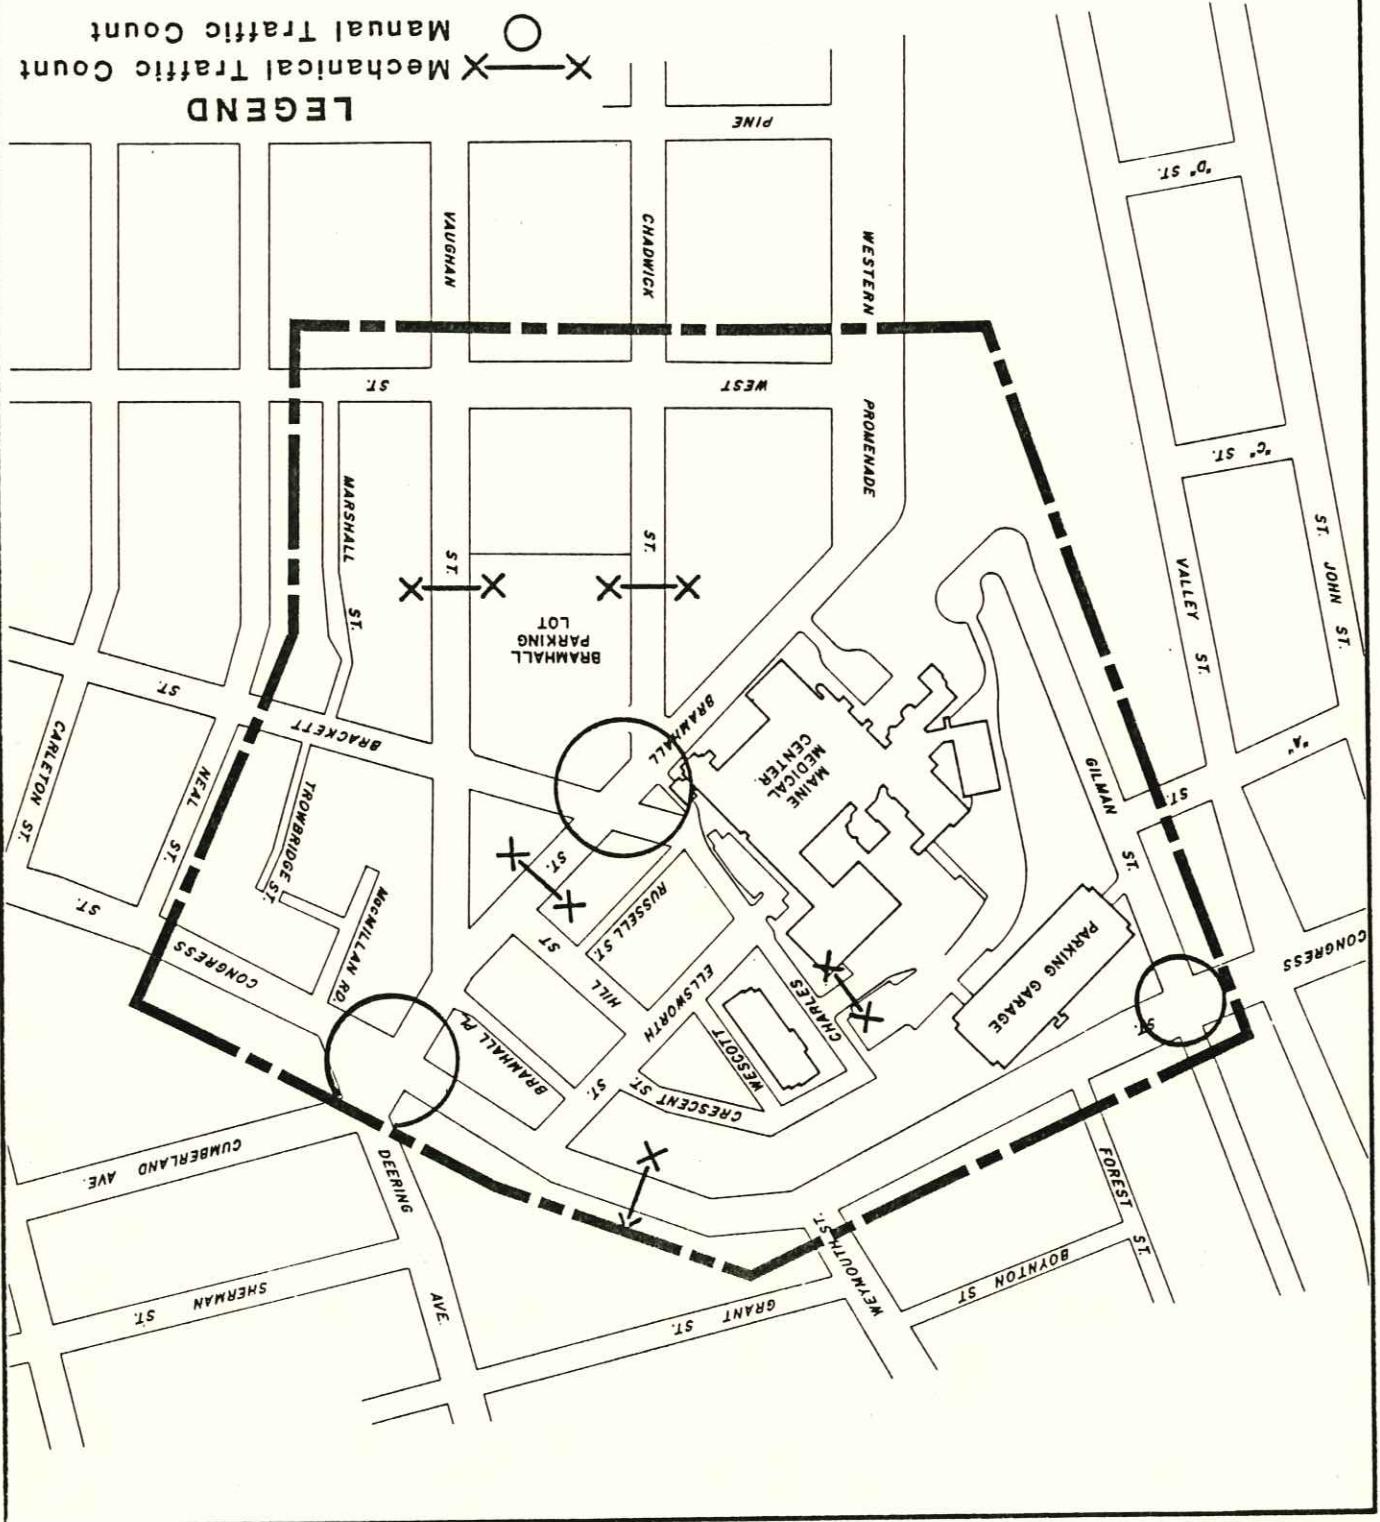 GRANT ST.
BOYNTON ST
SHERMAN ST.
AVE.
WEYMOUTH ST.
FOREST ST.
DEERING
CUMBERLAND AVE.
CRESCENT ST.
BRAMHALL PL.
ST.
WESCOTT
CHARLES
ELLSWORTH
HILL ST
RUSSELL ST.
ST.
PARKING GARAGE
ST.
CONGRESS
CONGRESS
ST.
MacMILLAN RD.
TROWBRIDGE ST.
NEAL ST.
CARLETON ST.
BRACKETT
ST.
MAINE
MEDICAL
CENTER
BRAMHALL
GILMAN ST.
"A" ST.
VALLEY ST.
ST. JOHN ST.
BRAMHALL
PARKING
LOT
MARSHALL ST.
ST.
ST.
WESTERN PROMENADE
"C" ST.
WEST
ST.
VAUGHAN
CHADWICK
"D" ST.
PINE
LEGEND
Mechanical Traffic Count
Manual Traffic Count